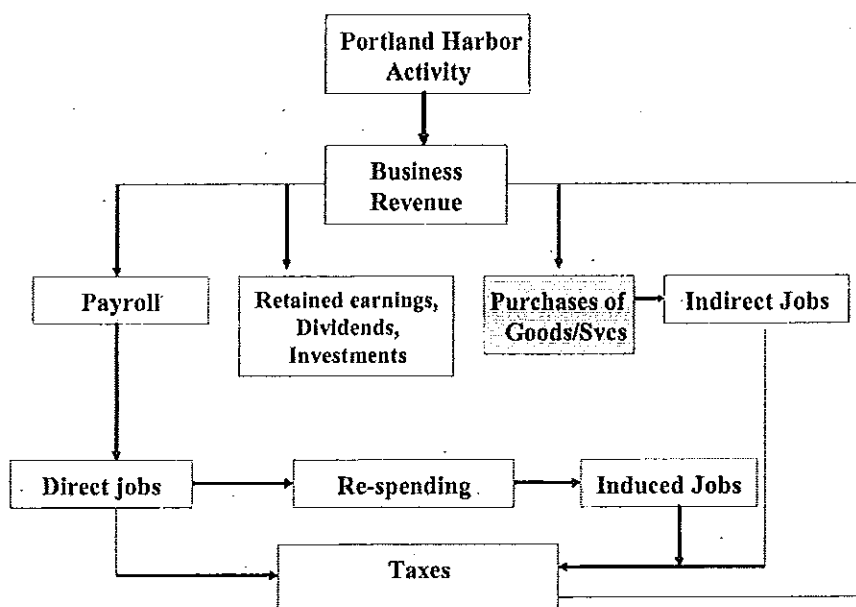 Portland Harbor
Activity
Business
Revenue
Payroll
Retained earnings,
Dividends,
Investments
Purchases of
Goods/Svcs
Indirect Jobs
Direct jobs
Re-spending
Induced Jobs
Taxes